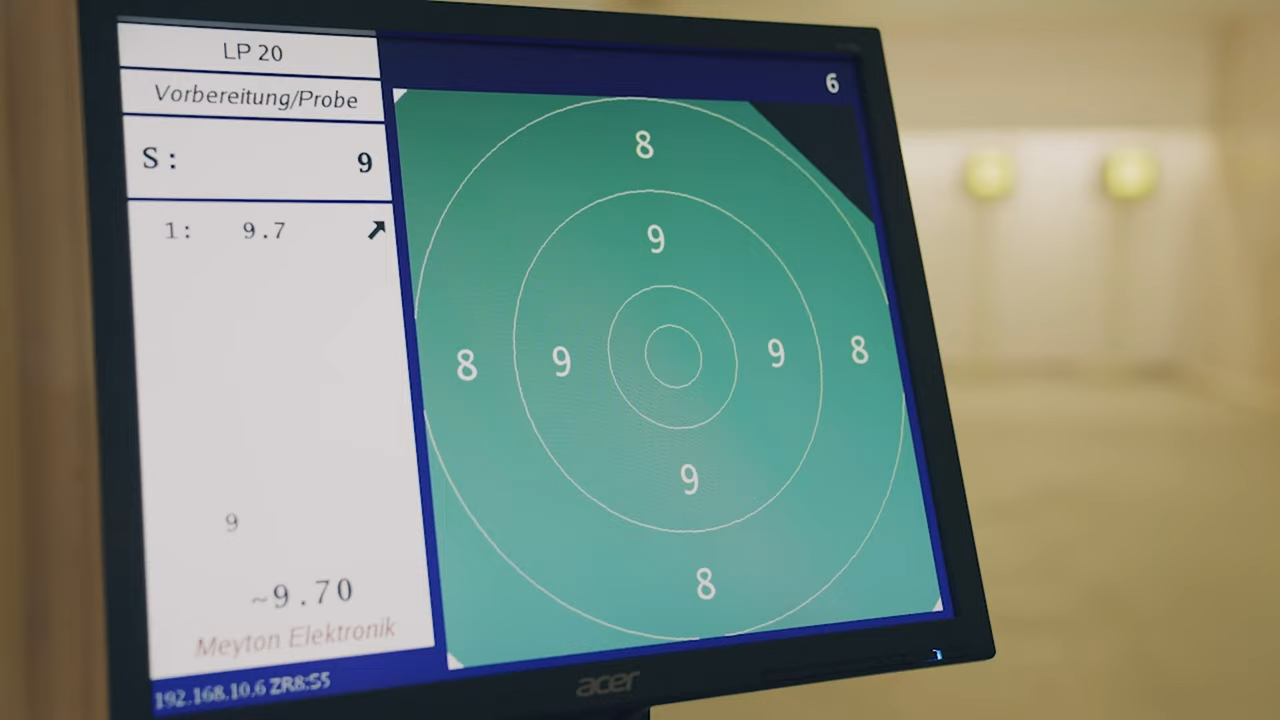 LP 20
Vorbereitung/Probe
S: 9
1: 9.7
9
~9.70
Meyton Elektronik
192.168.10.6 ZR8:S5
6
8
9
8 9 9 8
9
8
acer